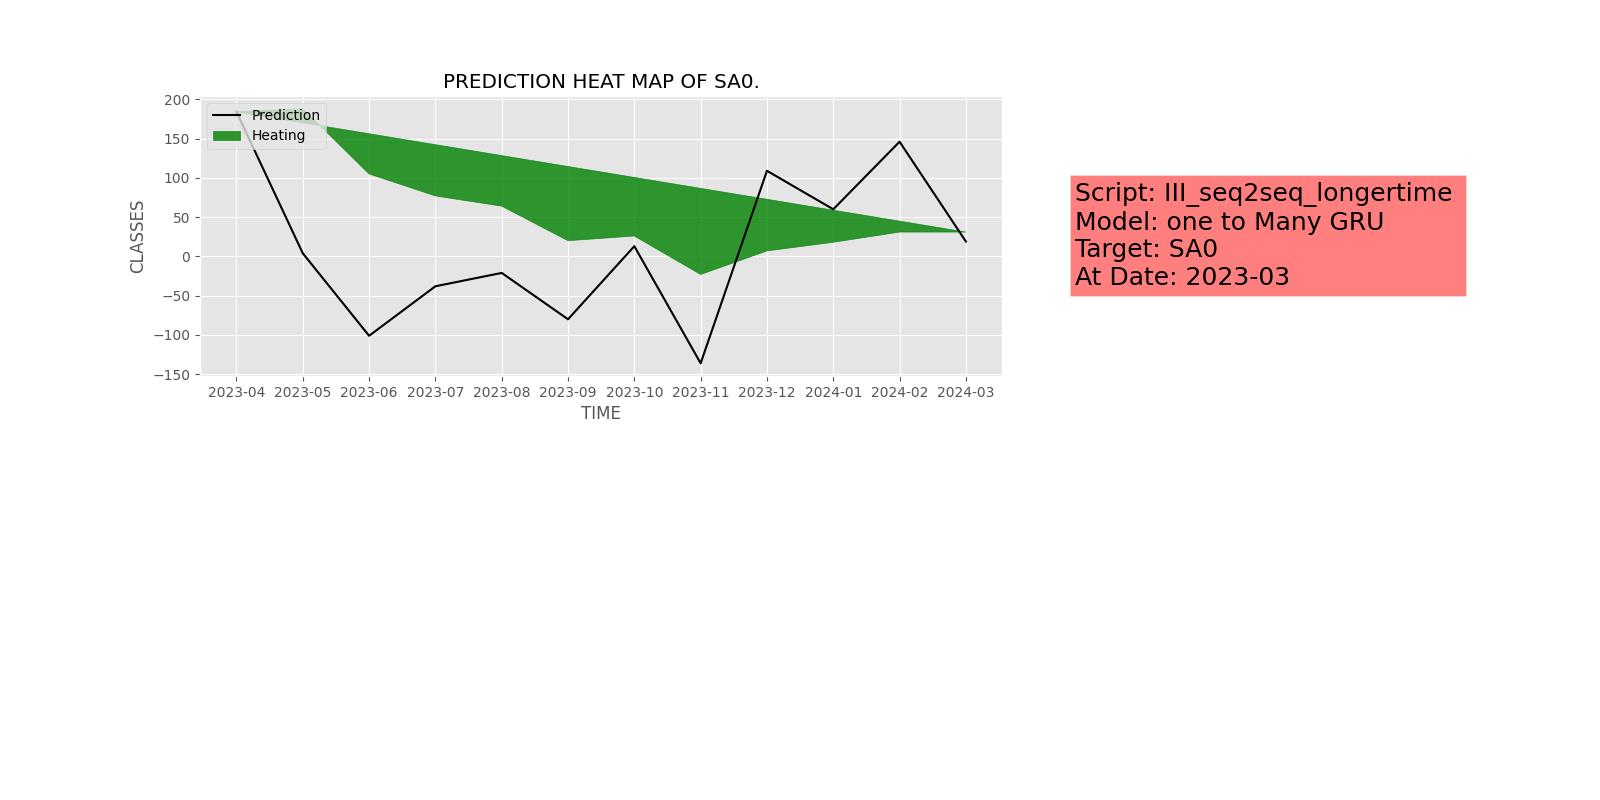 PREDICTION HEAT MAP OF SA0.
200
150
100
50
0
−50
−100
−150
CLASSES
Prediction
Heating
2023-04 2023-05 2023-06 2023-07 2023-08 2023-09 2023-10 2023-11 2023-12 2024-01 2024-02 2024-03
TIME
Script: III_seq2seq_longertime
Model: one to Many GRU
Target: SA0
At Date: 2023-03